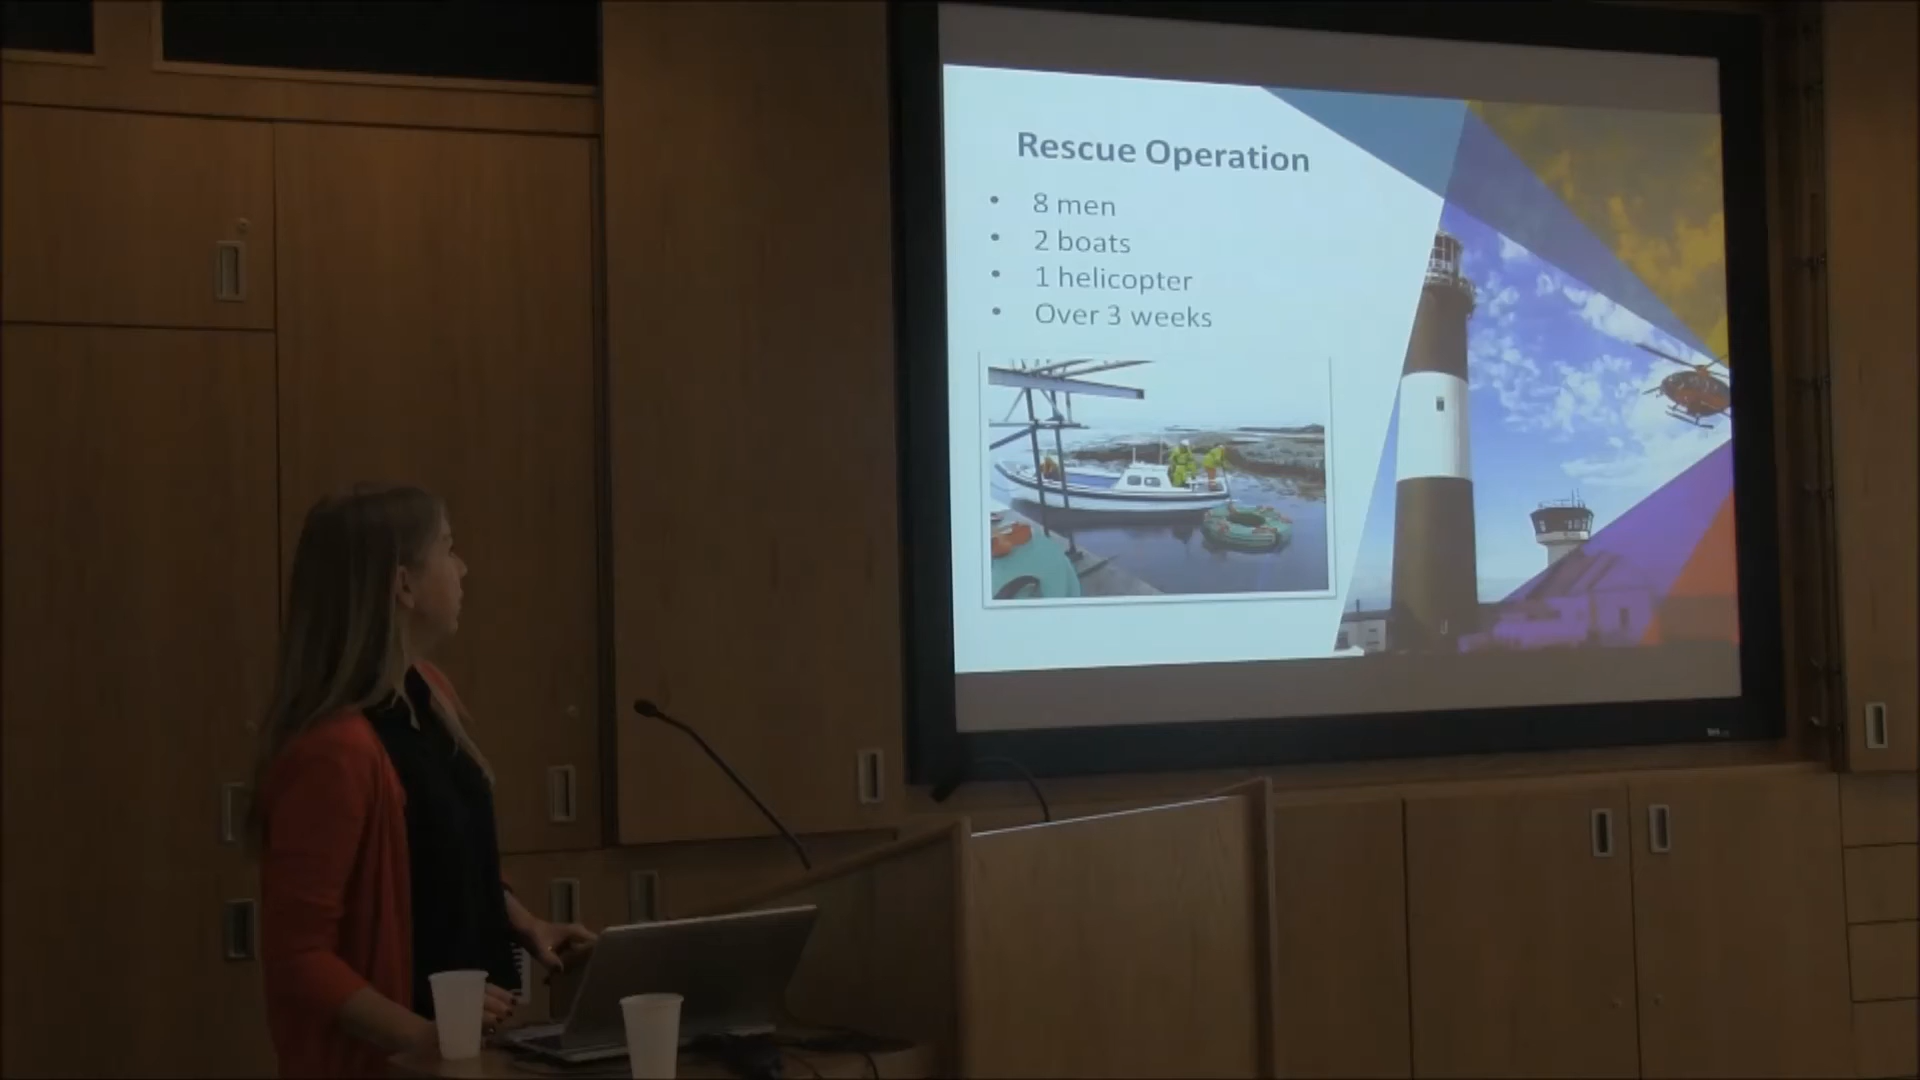 Rescue Operation
• 8 men
• 2 boats
• 1 helicopter
• Over 3 weeks